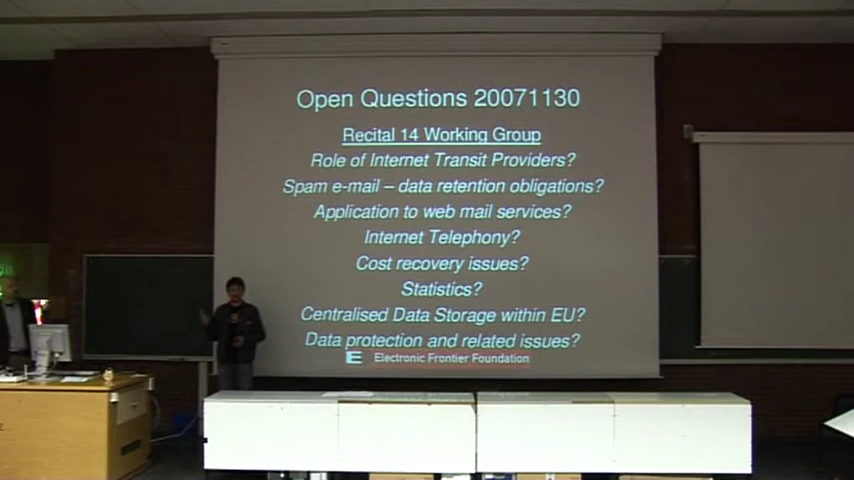 Open Questions 20071130
Recital 14 Working Group
Role of Internet Transit Providers?
Spam e-mail – data retention obligations?
Application to web mail services?
Internet Telephony?
Cost recovery issues?
Statistics?
Centralised Data Storage within EU?
Data protection and related issues?
E Electronic Frontier Foundation